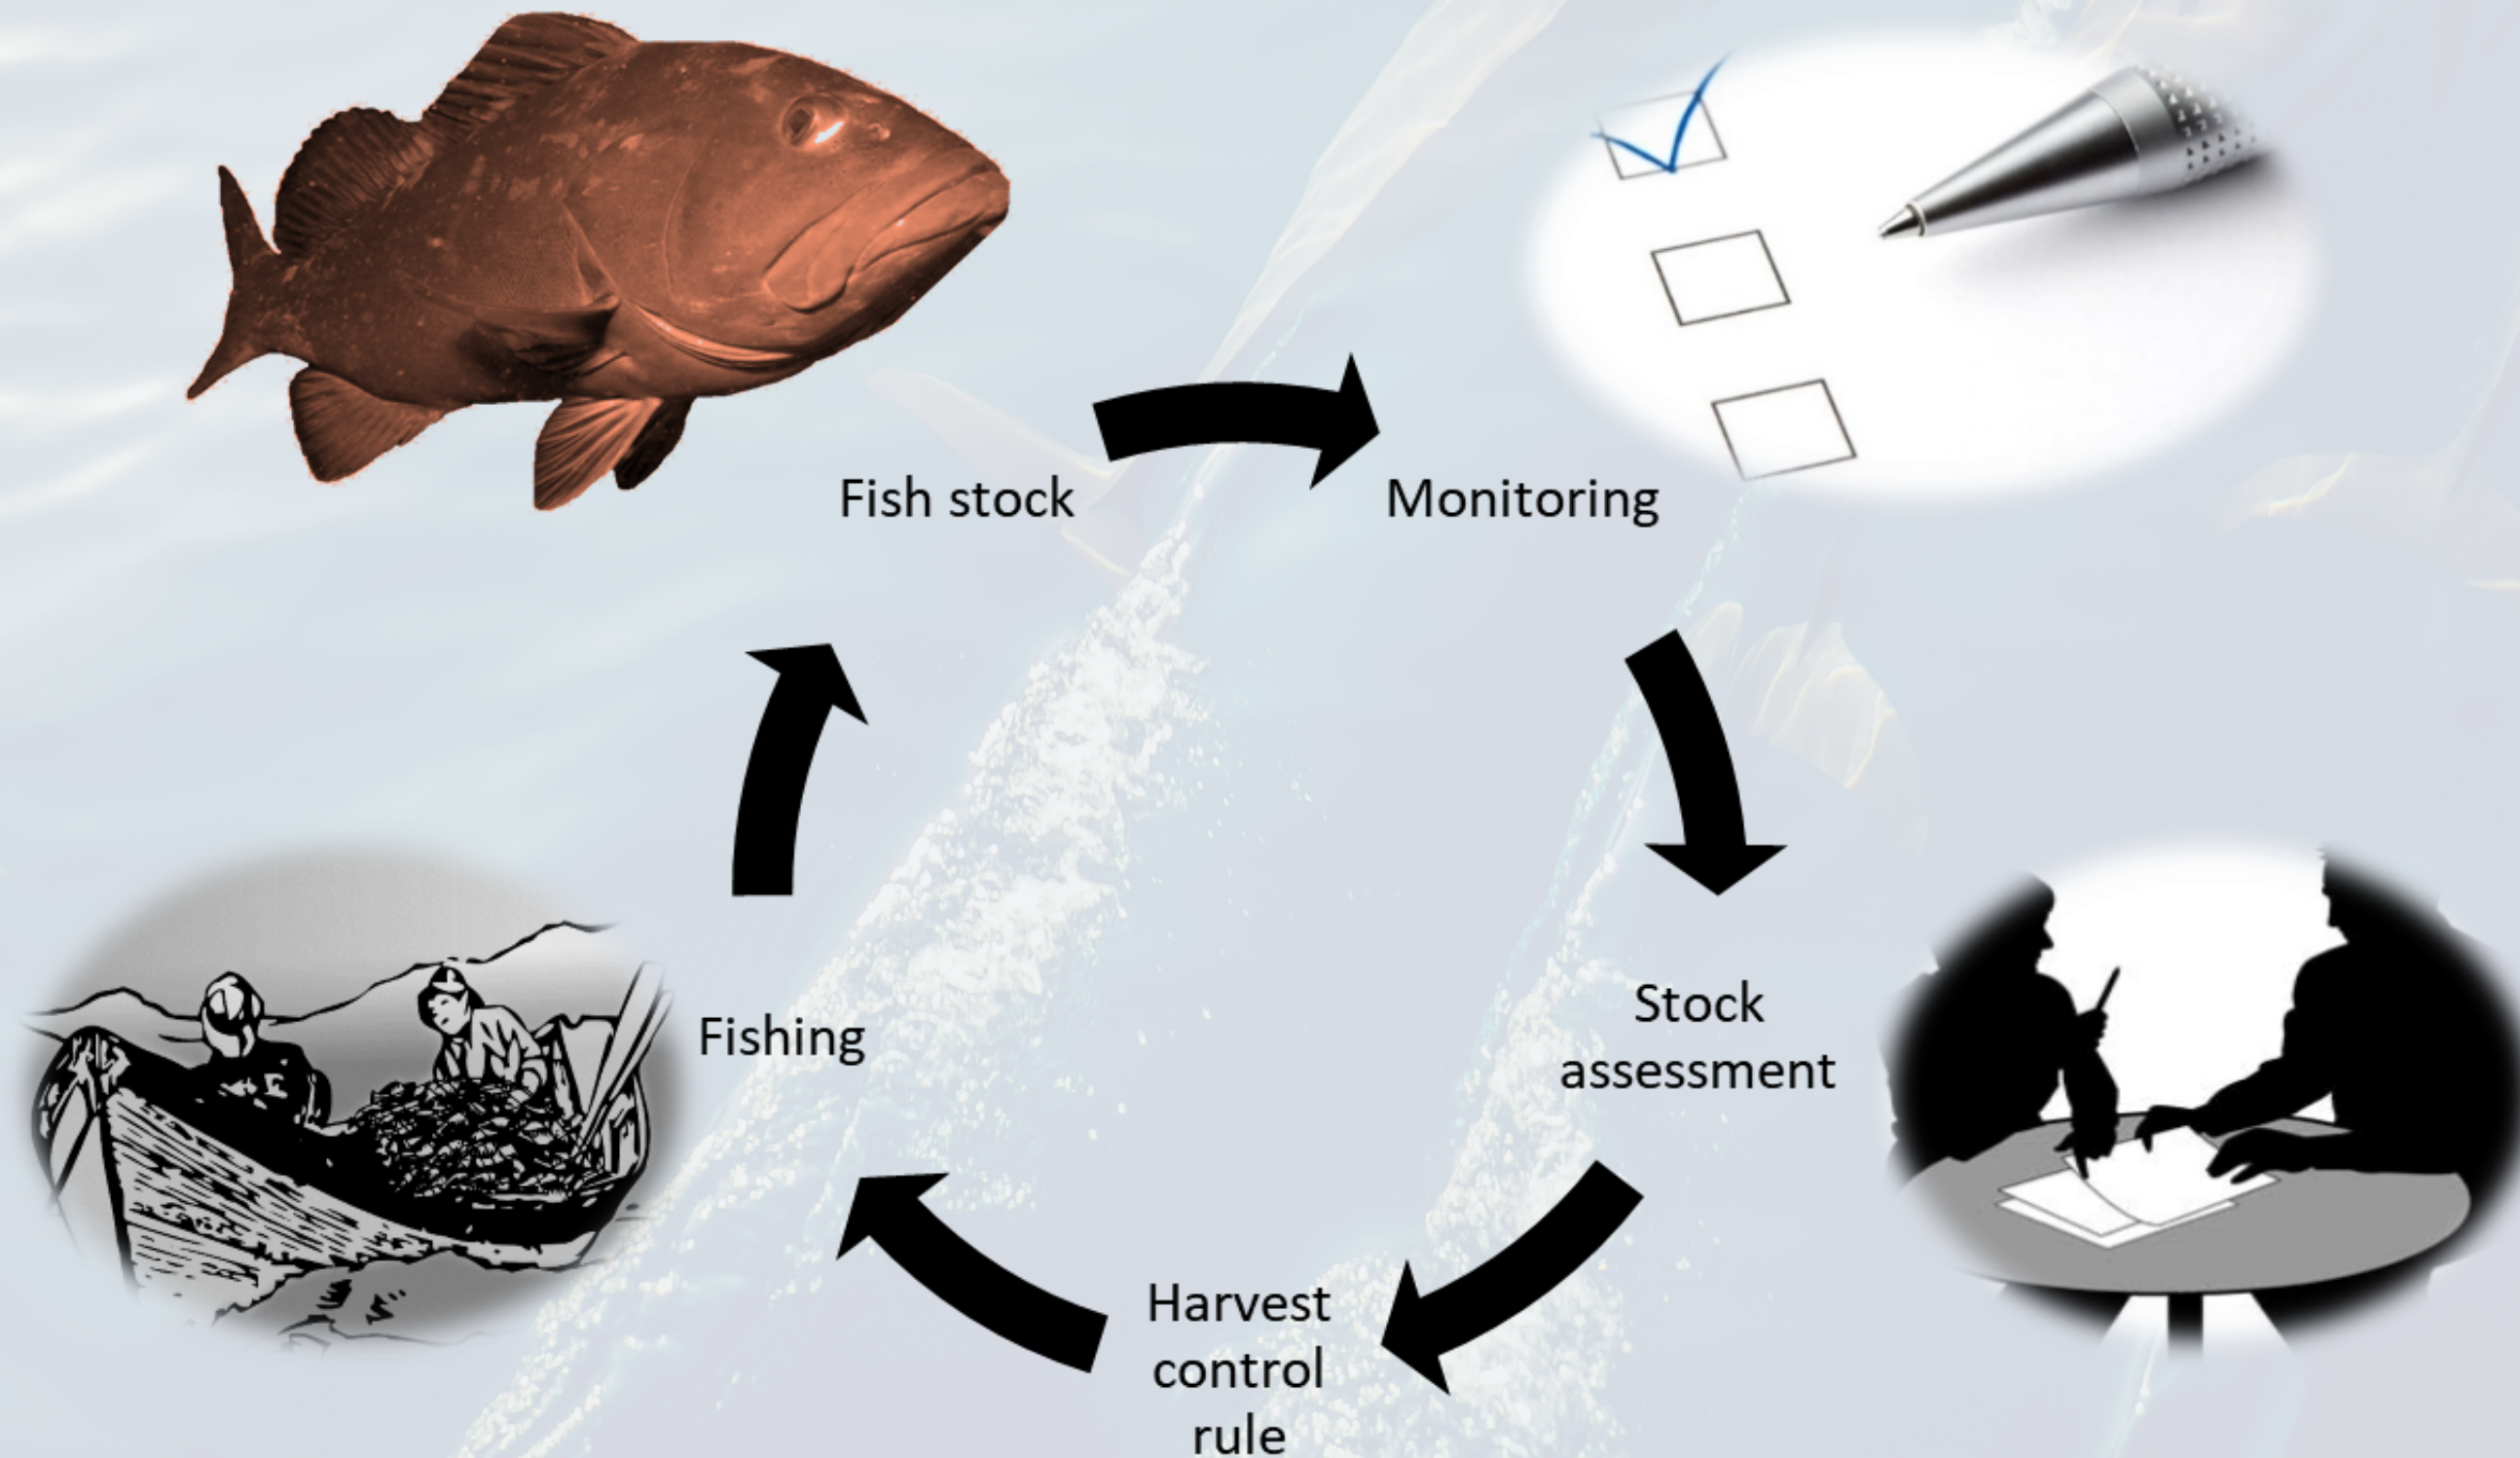 Fish stock
Monitoring
Stock
assessment
Harvest
control
rule
Fishing